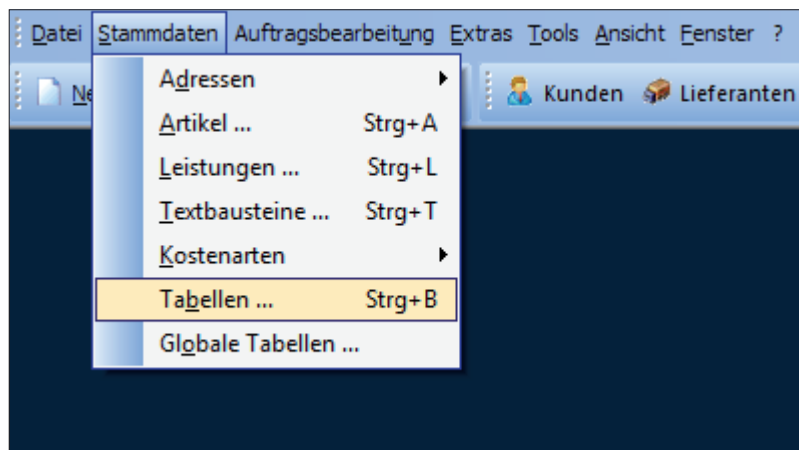 Datei Stammdaten Auftragsbearbeitung Extras Tools Ansicht Fenster ?
Kunden Lieferanten
Adressen
Artikel ... Strg+A
Leistungen ... Strg+L
Textbausteine ... Strg+T
Kostenarten
Tabellen ... Strg+B
Globale Tabellen ...